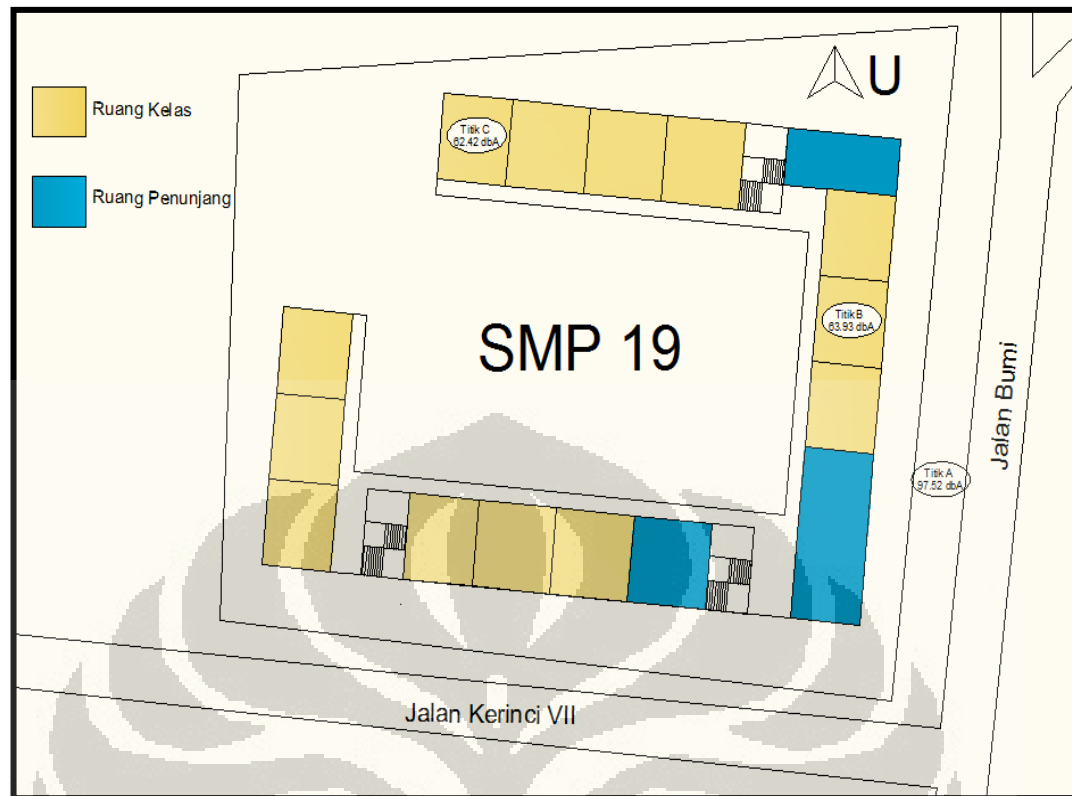 U
Ruang Kelas
Titik C
62.42 dbA
Ruang Penunjang
Titik B
63.93 dbA
SMP 19
Jalan Bumi
Titik A
97.52 dbA
Jalan Kerinci VII